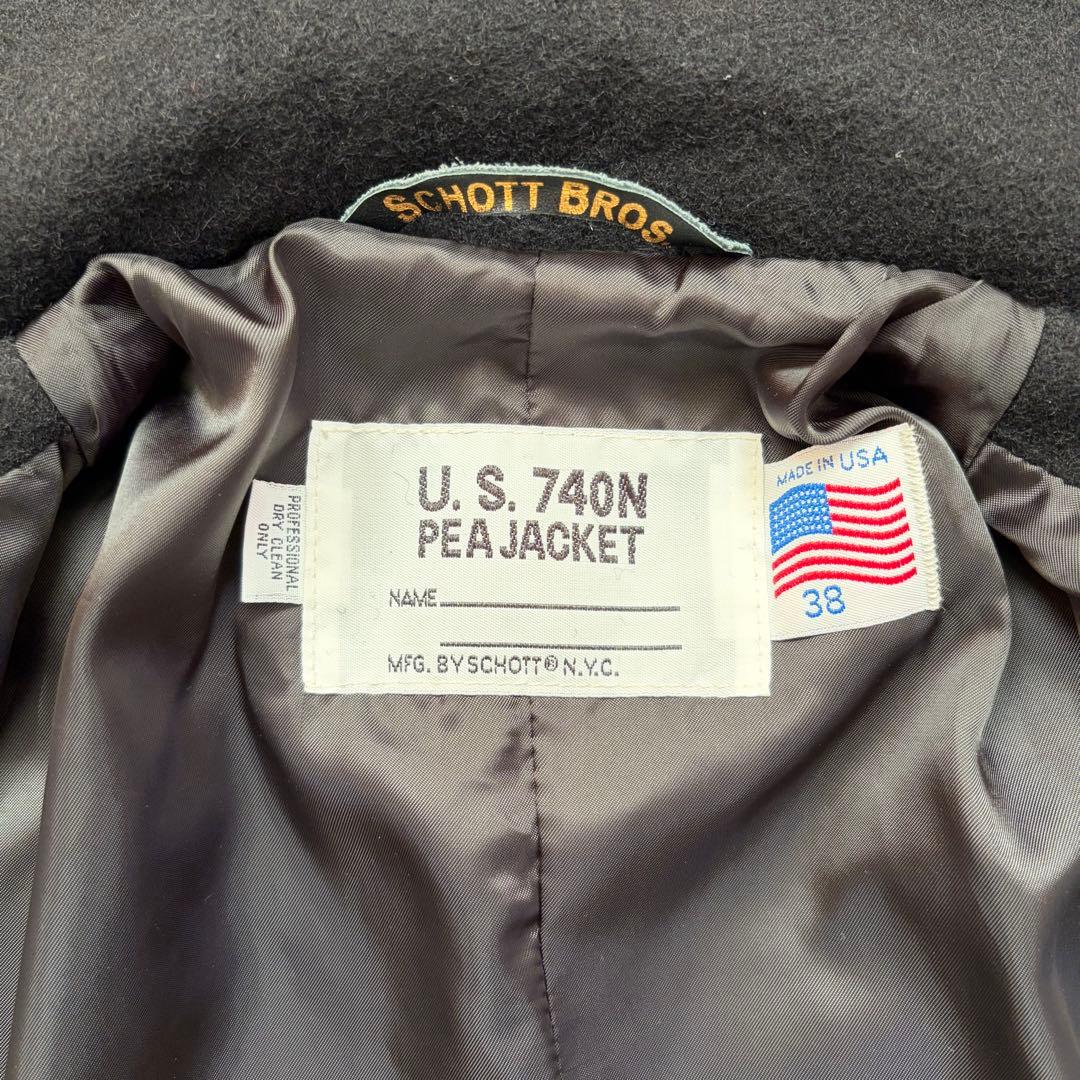 SCHOTT BROS.
U. S. 740N
PEA JACKET
NAME
MFG. BY SCHOTT® N.Y.C.
PROFESSIONAL
DRY CLEAN
ONLY
MADE IN USA
38